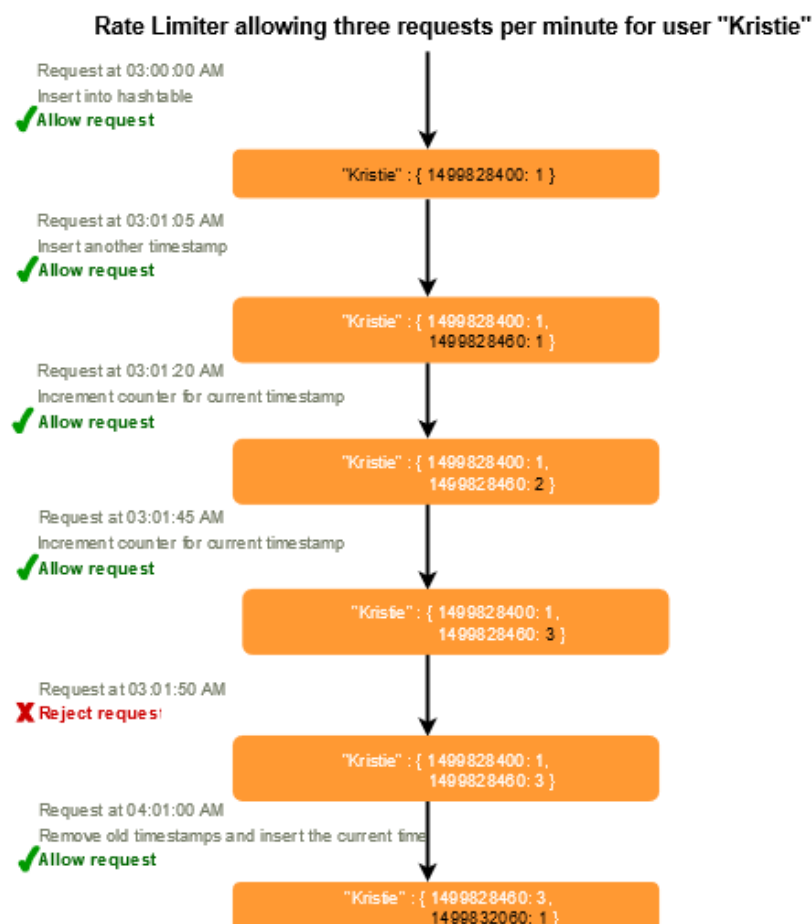 Rate Limiter allowing three requests per minute for user "Kristie"
Request at 03:00:00 AM
Insert into hashtable
Allow request
"Kristie" : { 1499828400: 1 }
Request at 03:01:05 AM
Insert another timestamp
Allow request
"Kristie" : { 1499828400: 1,
1499828460: 1 }
Request at 03:01:20 AM
Increment counter for current timestamp
Allow request
"Kristie" : { 1499828400: 1,
1499828460: 2 }
Request at 03:01:45 AM
Increment counter for current timestamp
Allow request
"Kristie" : { 1499828400: 1,
1499828460: 3 }
Request at 03:01:50 AM
X Reject request
"Kristie" : { 1499828400: 1,
1499828460: 3 }
Request at 04:01:00 AM
Remove old timestamps and insert the current time
Allow request
"Kristie" : { 1499828460: 3,
1499832060: 1 }